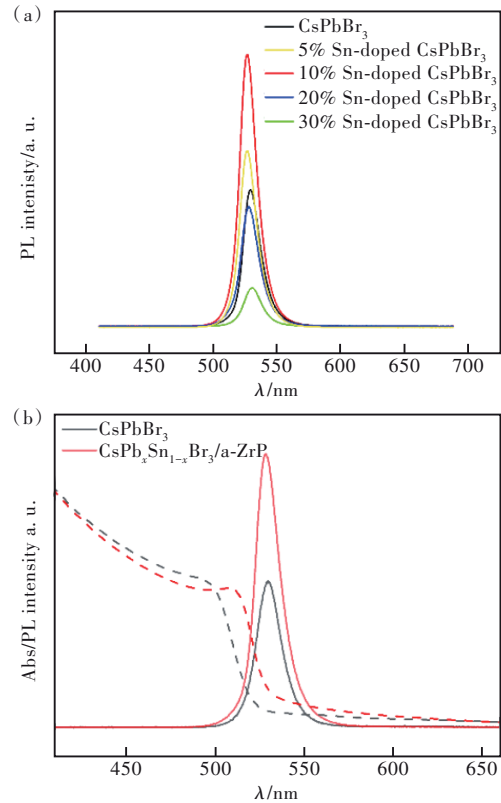 (a)
CsPbBr₃
5% Sn-doped CsPbBr₃
10% Sn-doped CsPbBr₃
20% Sn-doped CsPbBr₃
30% Sn-doped CsPbBr₃
PL intenisty/a. u.
400 450 500 550 600 650 700
λ/nm
(b)
CsPbBr₃
CsPbₓSn₁₋ₓBr₃/a-ZrP
Abs/PL intensity a. u.
450 500 550 600 650
λ/nm